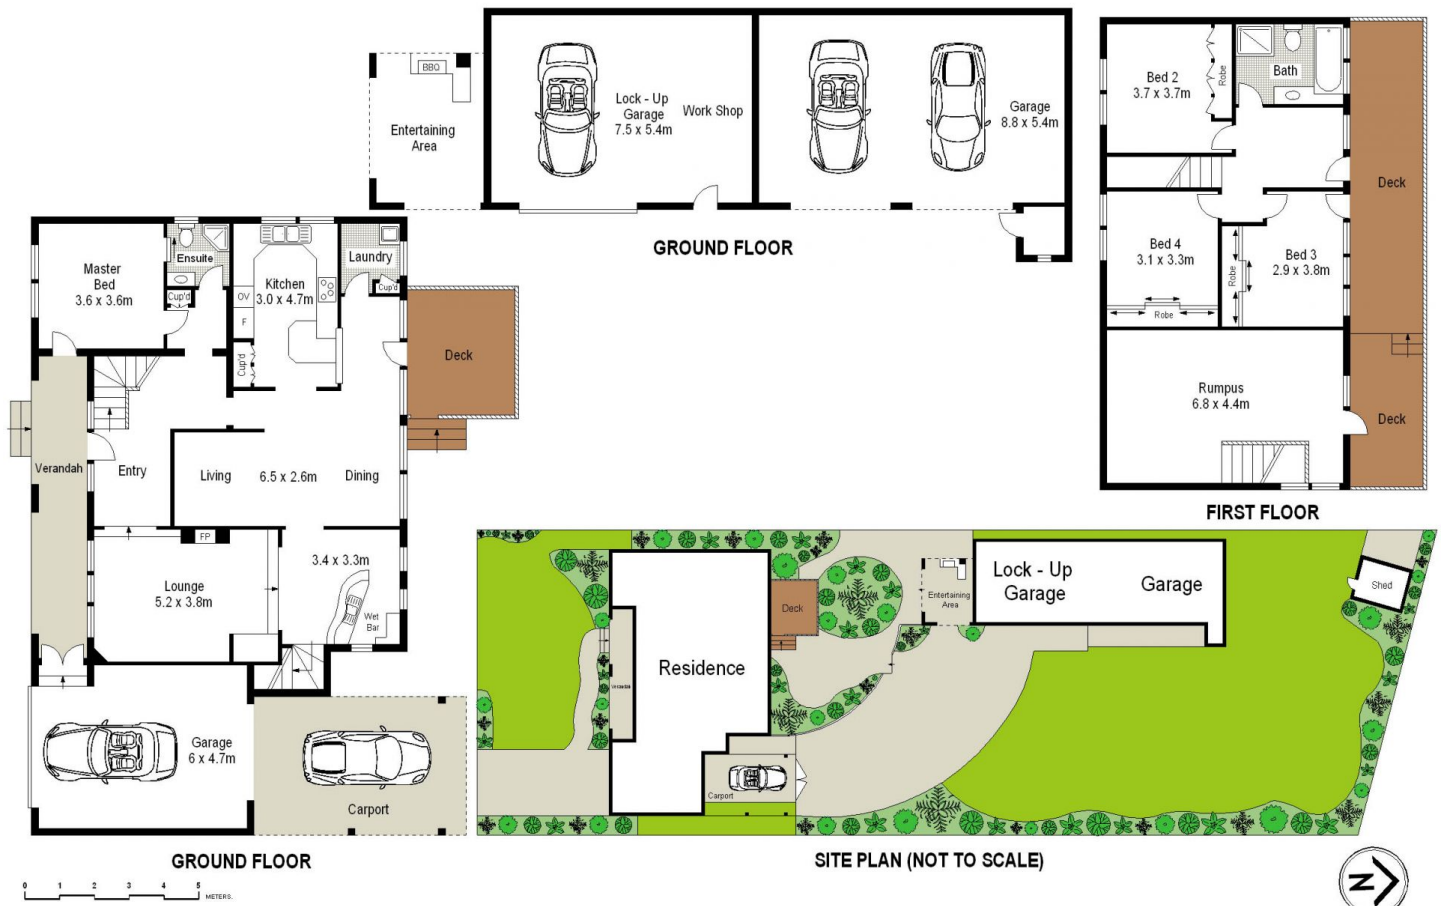 BBQ
Entertaining
Area
Lock - Up
Garage
7.5 x 5.4m
Work Shop
Garage
8.8 x 5.4m
GROUND FLOOR
Bed 2
3.7 x 3.7m
Robe
Bath
Deck
Bed 4
3.1 x 3.3m
Robe
Bed 3
2.9 x 3.8m
Robe
Rumpus
6.8 x 4.4m
Deck
FIRST FLOOR
Master
Bed
3.6 x 3.6m
Ensuite
Cup'd
Kitchen
3.0 x 4.7m
OV
F
Cup'd
Laundry
Cup'd
Deck
Verandah
Entry
Living
6.5 x 2.6m
Dining
FP
Lounge
5.2 x 3.8m
3.4 x 3.3m
Wet
Bar
Garage
6 x 4.7m
Carport
GROUND FLOOR
0 1 2 3 4 5
METERS.
Residence
Verandah
Deck
Entertaining
Area
Lock - Up
Garage
Garage
Shed
Carport
SITE PLAN (NOT TO SCALE)
N